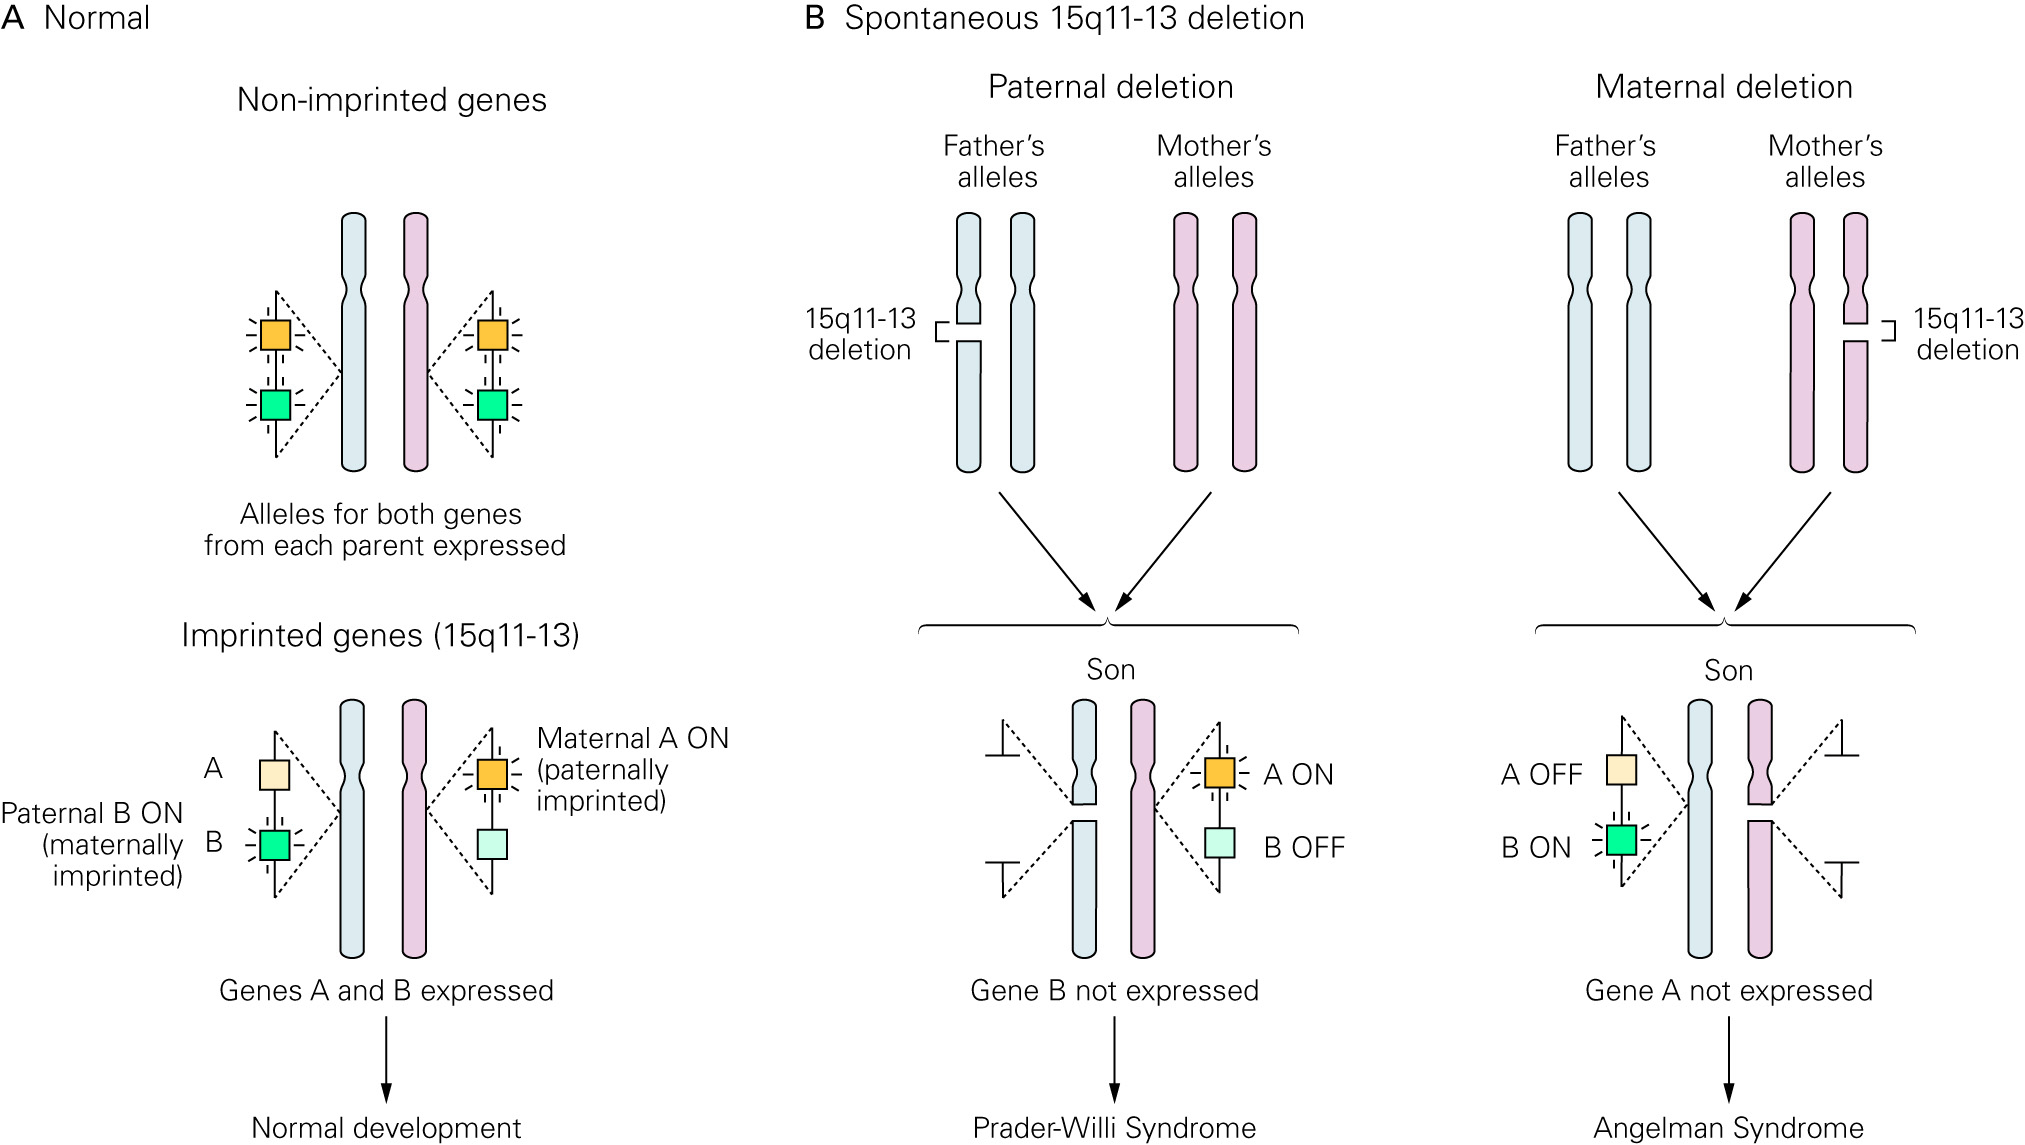 A Normal
Non-imprinted genes
Alleles for both genes
from each parent expressed
Imprinted genes (15q11-13)
A
Paternal B ON
(maternally
imprinted)
B
Maternal A ON
(paternally
imprinted)
Genes A and B expressed
Normal development
B Spontaneous 15q11-13 deletion
Paternal deletion
Father's
alleles
Mother's
alleles
15q11-13
deletion
Son
A ON
B OFF
Gene B not expressed
Prader-Willi Syndrome
Maternal deletion
Father's
alleles
Mother's
alleles
15q11-13
deletion
Son
A OFF
B ON
Gene A not expressed
Angelman Syndrome